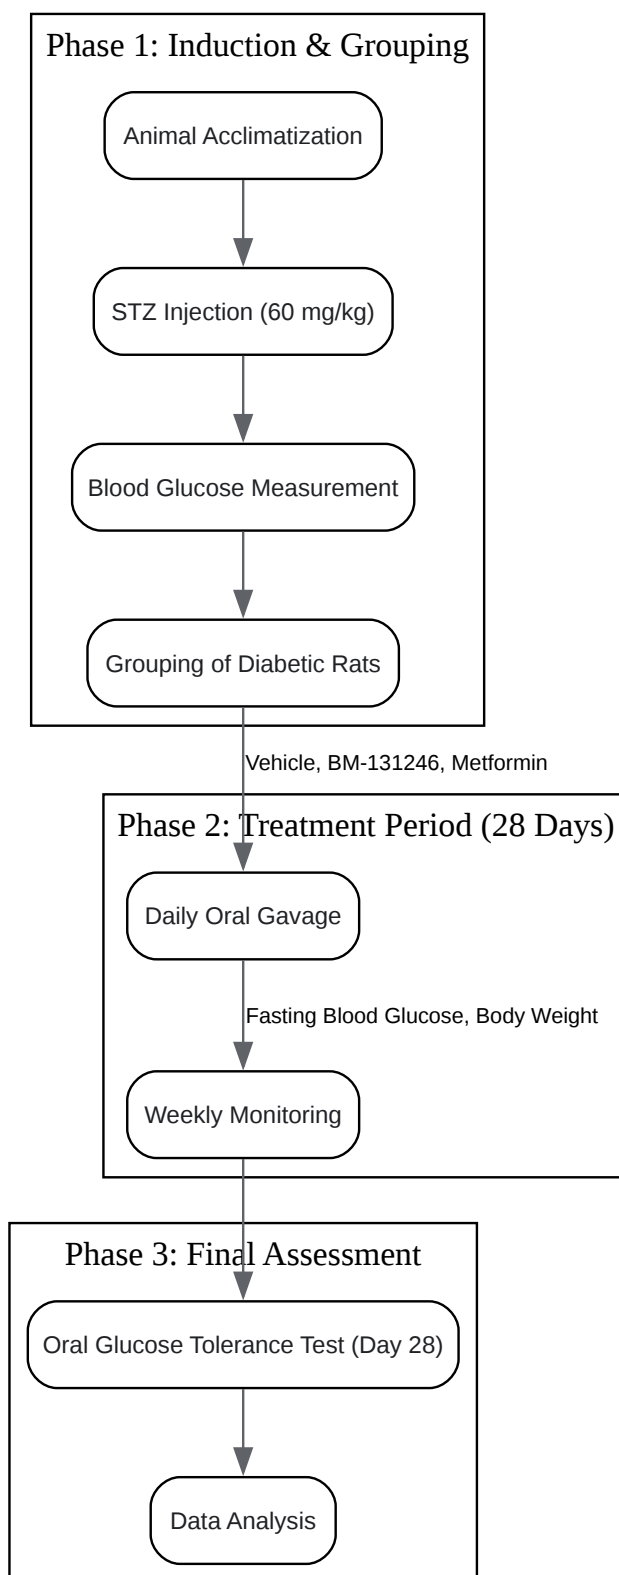 Phase 1: Induction & Grouping
Animal Acclimatization
STZ Injection (60 mg/kg)
Blood Glucose Measurement
Grouping of Diabetic Rats
Vehicle, BM-131246, Metformin
Phase 2: Treatment Period (28 Days)
Daily Oral Gavage
Fasting Blood Glucose, Body Weight
Weekly Monitoring
Phase 3: Final Assessment
Oral Glucose Tolerance Test (Day 28)
Data Analysis